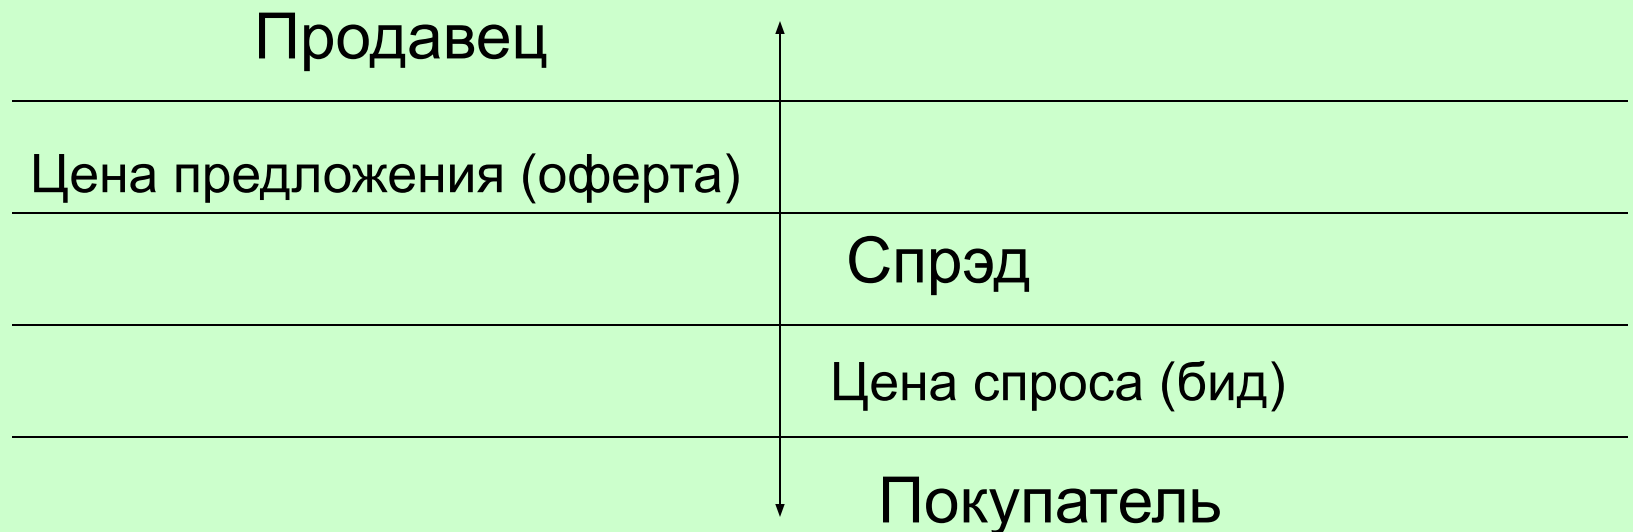 Продавец
Цена предложения (оферта)
Спрэд
Цена спроса (бид)
Покупатель